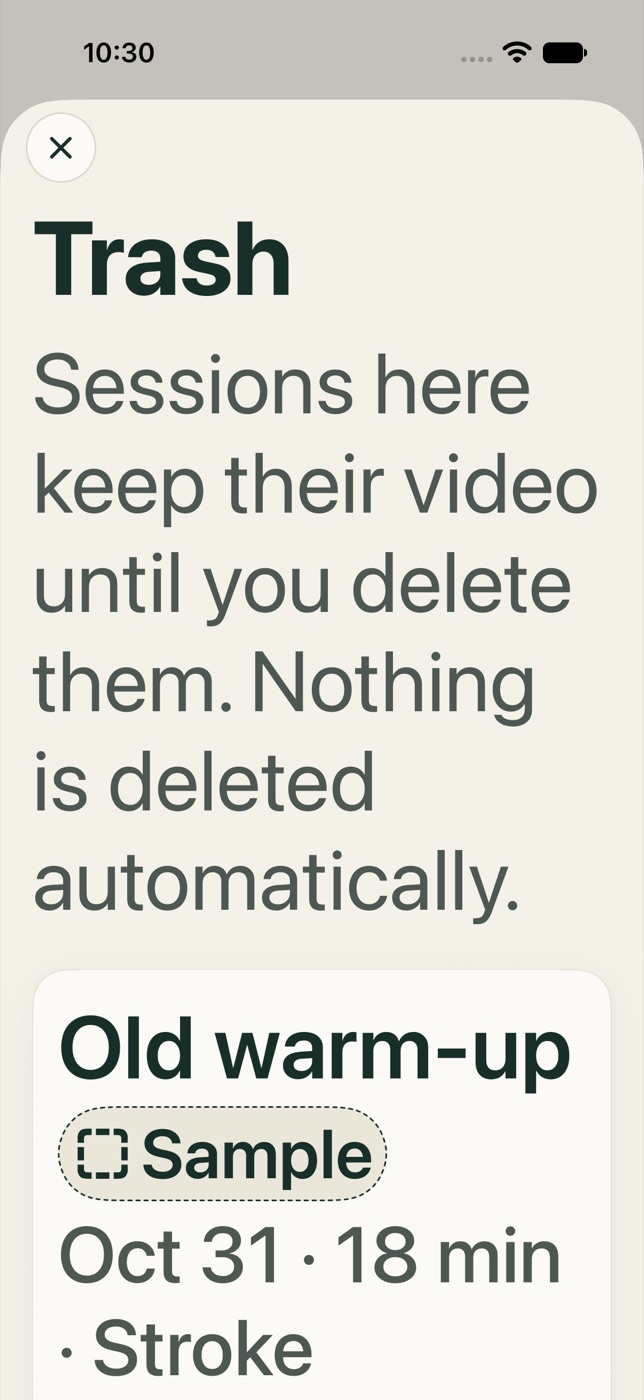 10:30
Trash
Sessions here
keep their video
until you delete
them. Nothing
is deleted
automatically.
Old warm-up
Sample
Oct 31 · 18 min
· Stroke